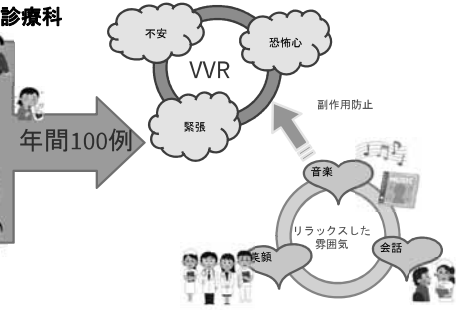 診療科
不安
恐怖心
VVR
緊張
年間100例
副作用防止
音楽
MUSIC
リラックスした
雰囲気
笑顔
会話